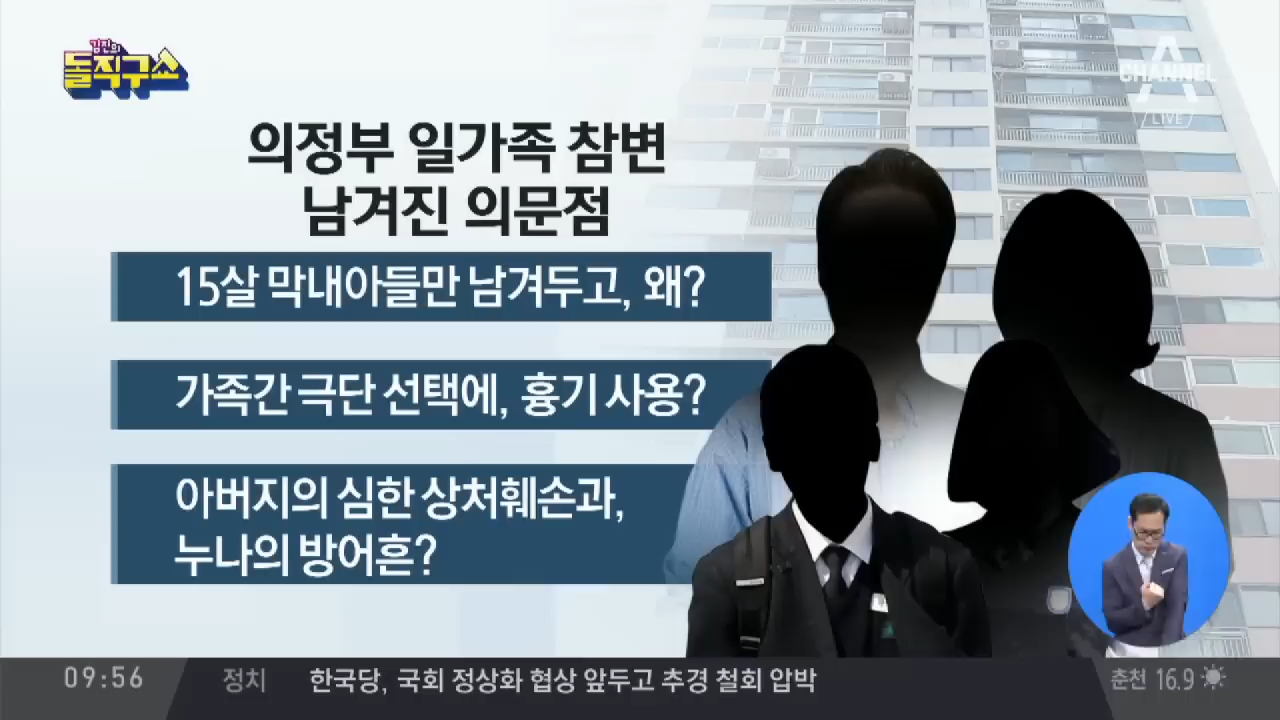 김진의
돌직구쇼
CHANNEL A
LIVE
의정부 일가족 참변
남겨진 의문점
15살 막내아들만 남겨두고, 왜?
가족간 극단 선택에, 흉기 사용?
아버지의 심한 상처훼손과,
누나의 방어흔?
09:56 정치 한국당, 국회 정상화 협상 앞두고 추경 철회 압박 춘천 16.9